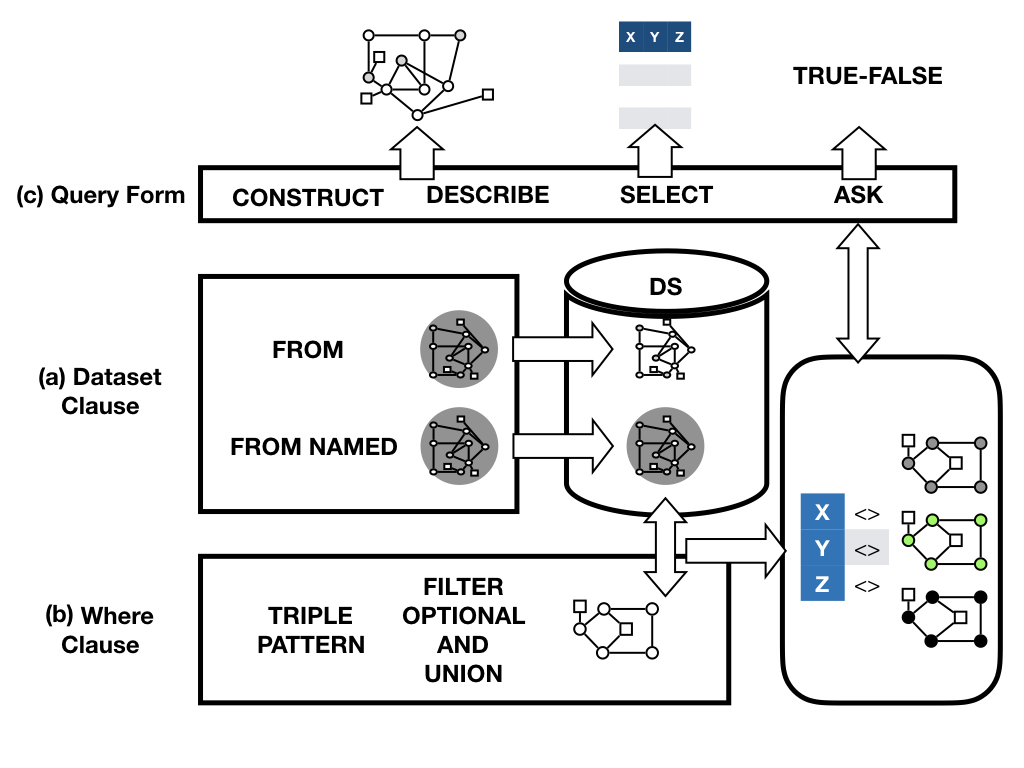 X Y Z
TRUE-FALSE
(c) Query Form
CONSTRUCT
DESCRIBE
SELECT
ASK
DS
(a) Dataset
Clause
FROM
FROM NAMED
X <>
Y <>
Z <>
(b) Where
Clause
TRIPLE
PATTERN
FILTER
OPTIONAL
AND
UNION